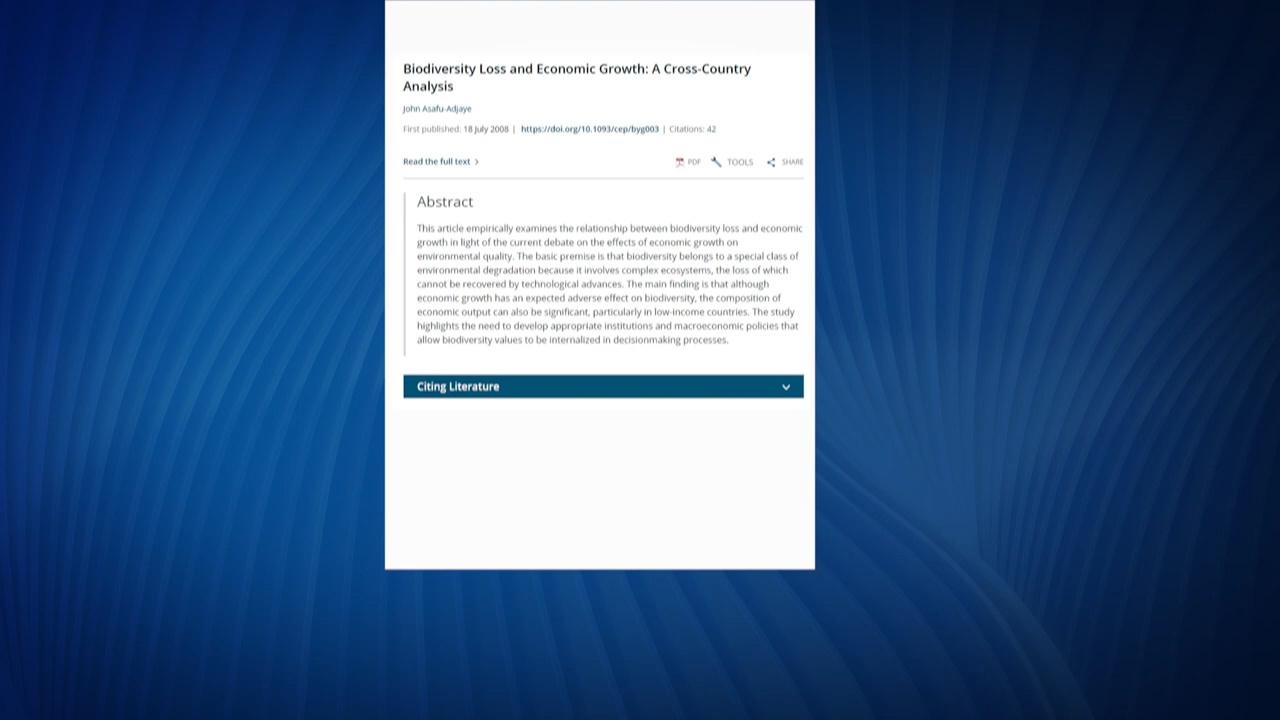 Biodiversity Loss and Economic Growth: A Cross-Country
Analysis
John Asafu-Adjaye
First published: 18 July 2008 | https://doi.org/10.1093/cep/byg003 | Citations: 42
Read the full text >
PDF TOOLS SHARE
Abstract
This article empirically examines the relationship between biodiversity loss and economic
growth in light of the current debate on the effects of economic growth on
environmental quality. The basic premise is that biodiversity belongs to a special class of
environmental degradation because it involves complex ecosystems, the loss of which
cannot be recovered by technological advances. The main finding is that although
economic growth has an expected adverse effect on biodiversity, the composition of
economic output can also be significant, particularly in low-income countries. The study
highlights the need to develop appropriate institutions and macroeconomic policies that
allow biodiversity values to be internalized in decisionmaking processes.
Citing Literature